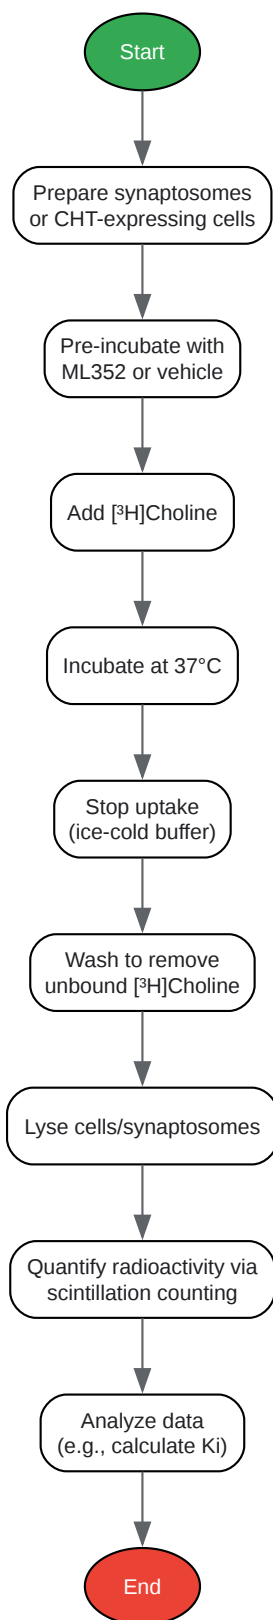 Start
Prepare synaptosomes
or CHT-expressing cells
Pre-incubate with
ML352 or vehicle
Add [³H]Choline
Incubate at 37°C
Stop uptake
(ice-cold buffer)
Wash to remove
unbound [³H]Choline
Lyse cells/synaptosomes
Quantify radioactivity via
scintillation counting
Analyze data
(e.g., calculate Ki)
End